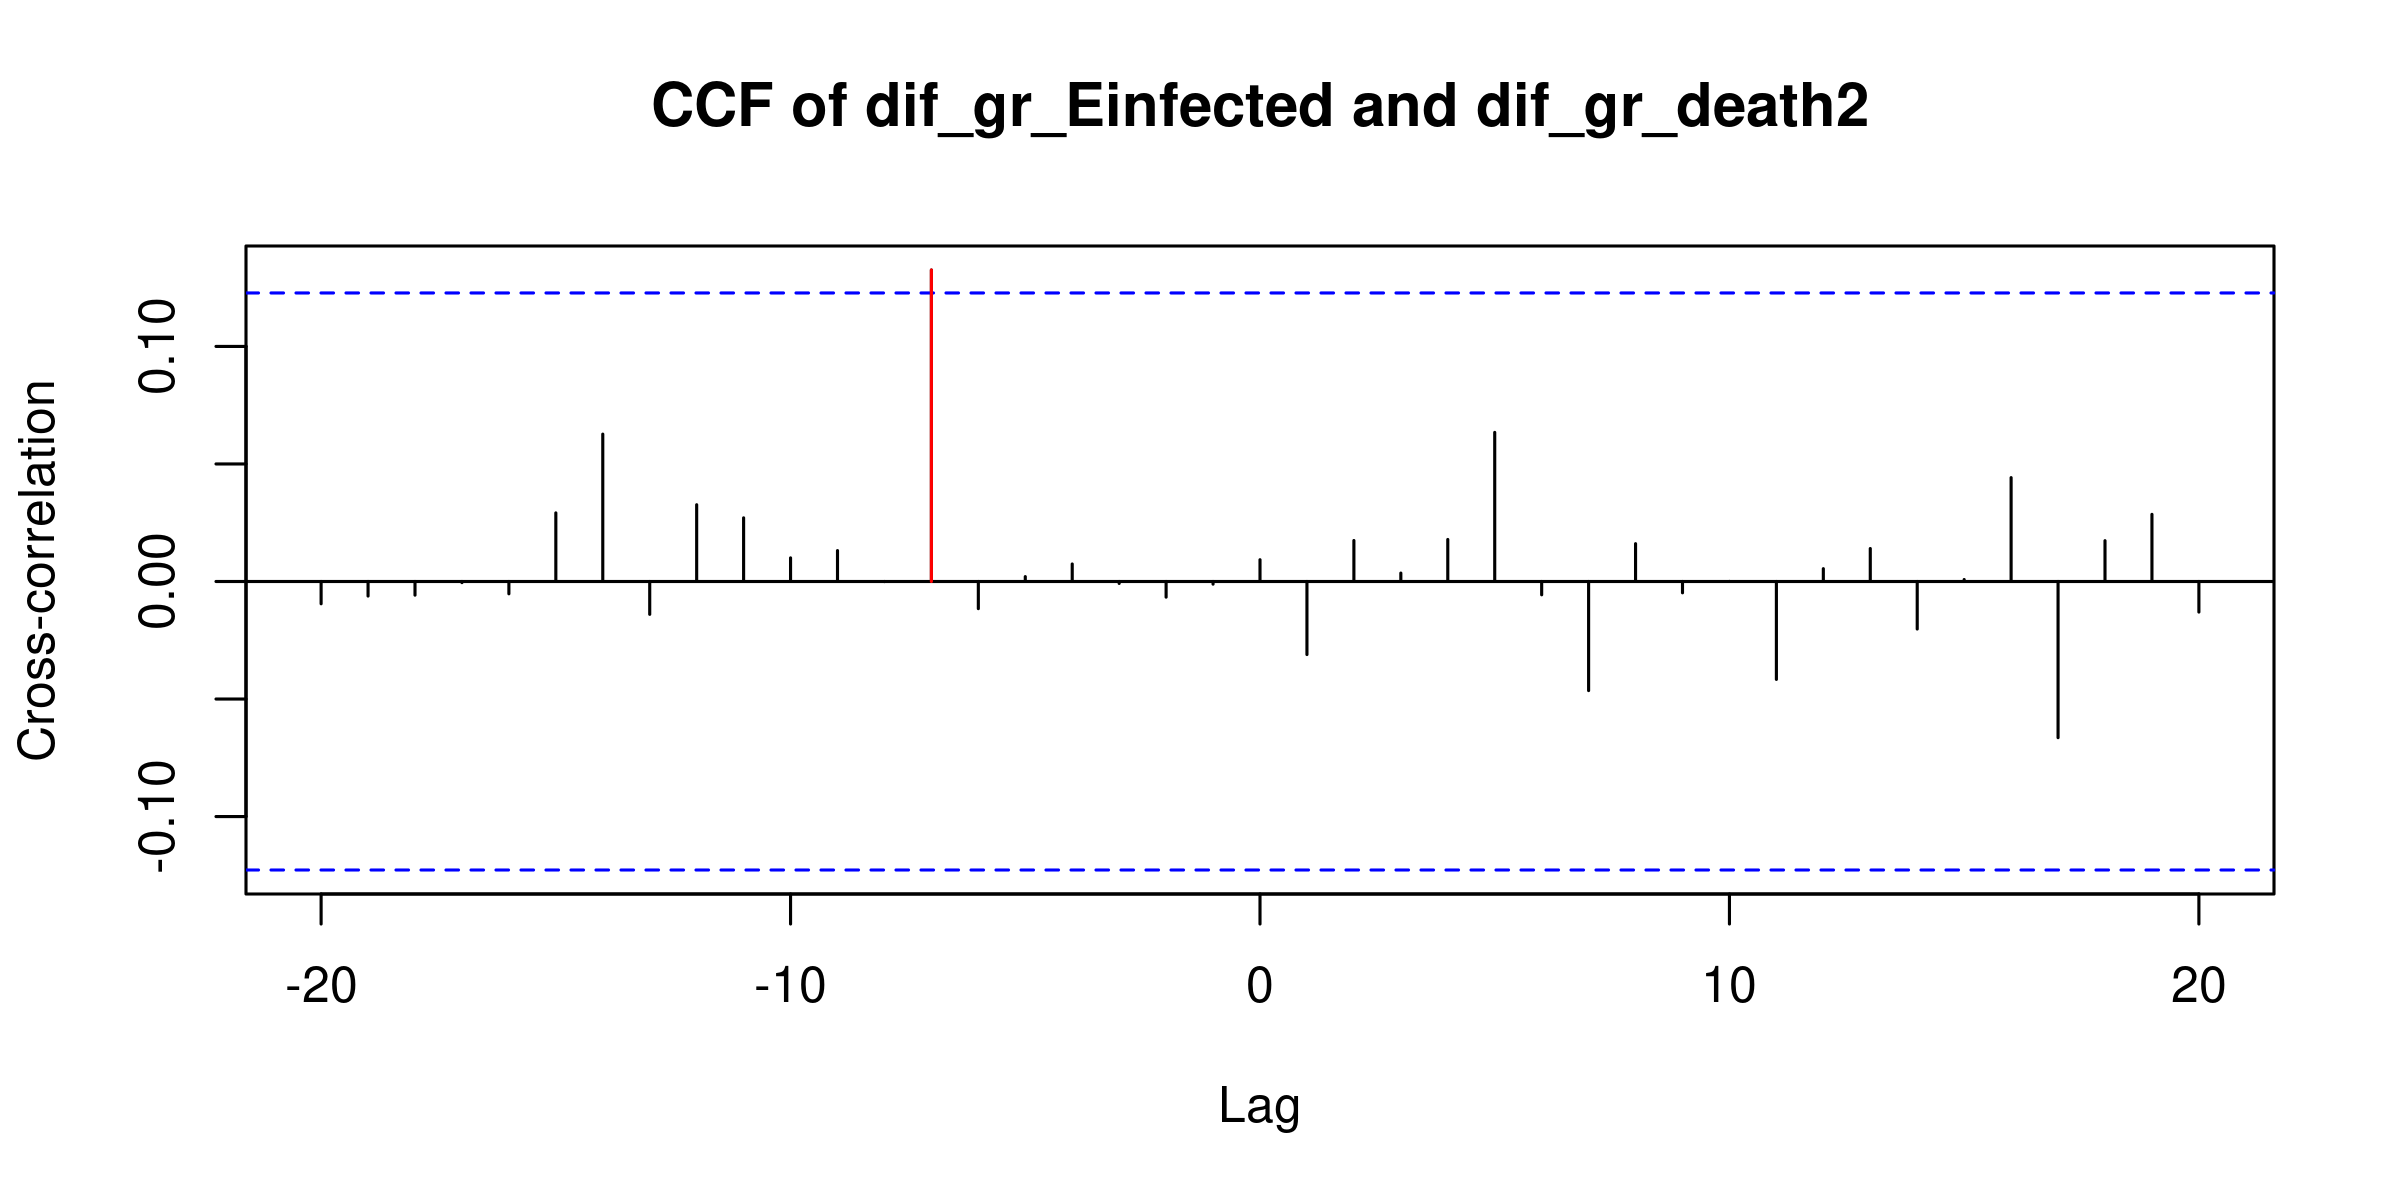 CCF of dif_gr_Einfected and dif_gr_death2
Cross-correlation
0.10
0.00
-0.10
-20 -10 0 10 20
Lag